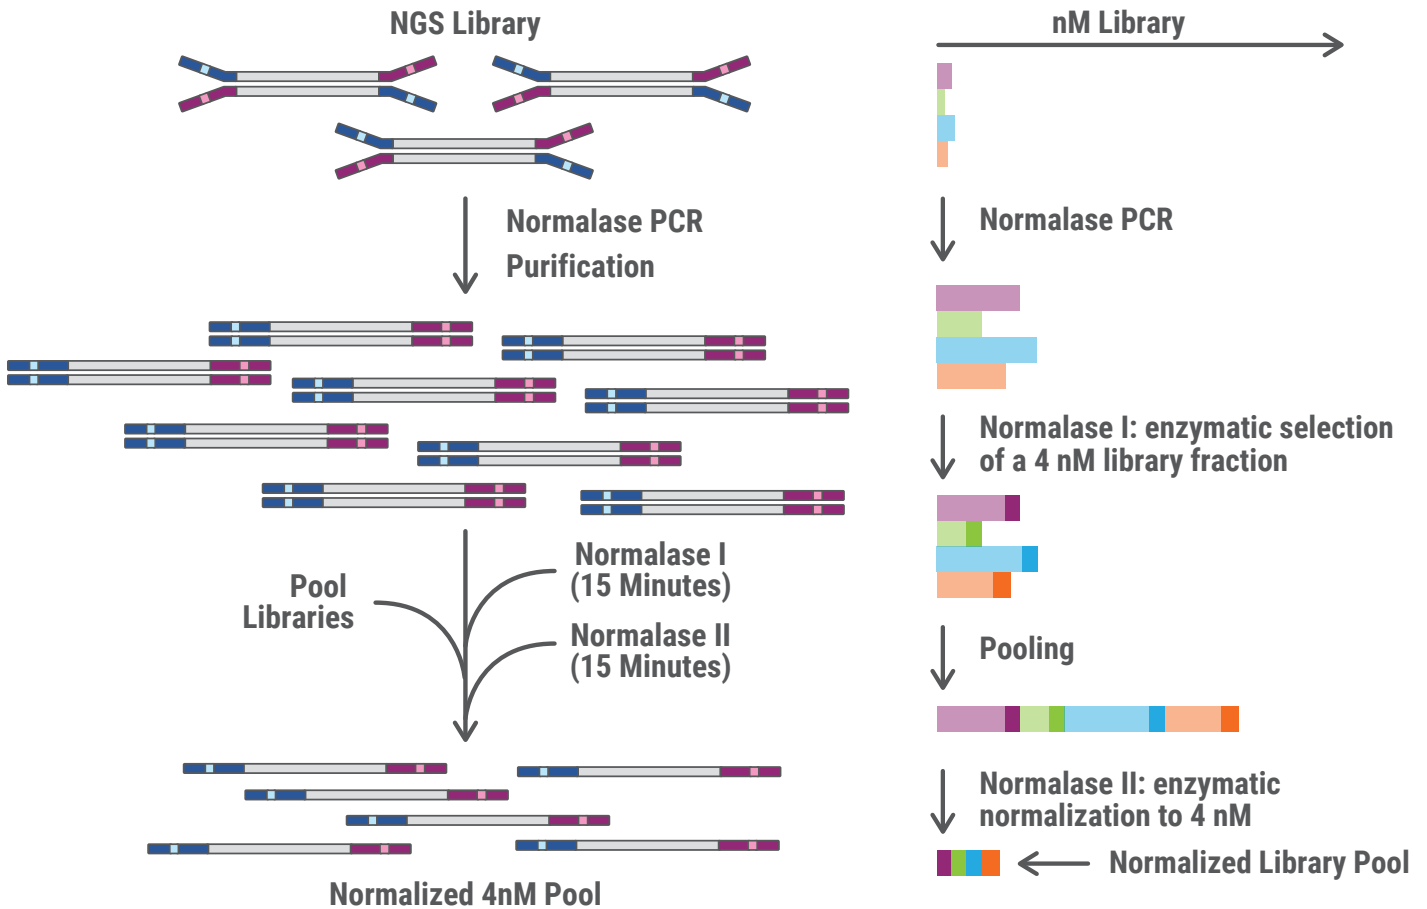 NGS Library
Normalase PCR
Purification
Pool
Libraries
Normalase I
(15 Minutes)
Normalase II
(15 Minutes)
Normalized 4nM Pool
nM Library
Normalase PCR
Normalase I: enzymatic selection
of a 4 nM library fraction
Pooling
Normalase II: enzymatic
normalization to 4 nM
Normalized Library Pool